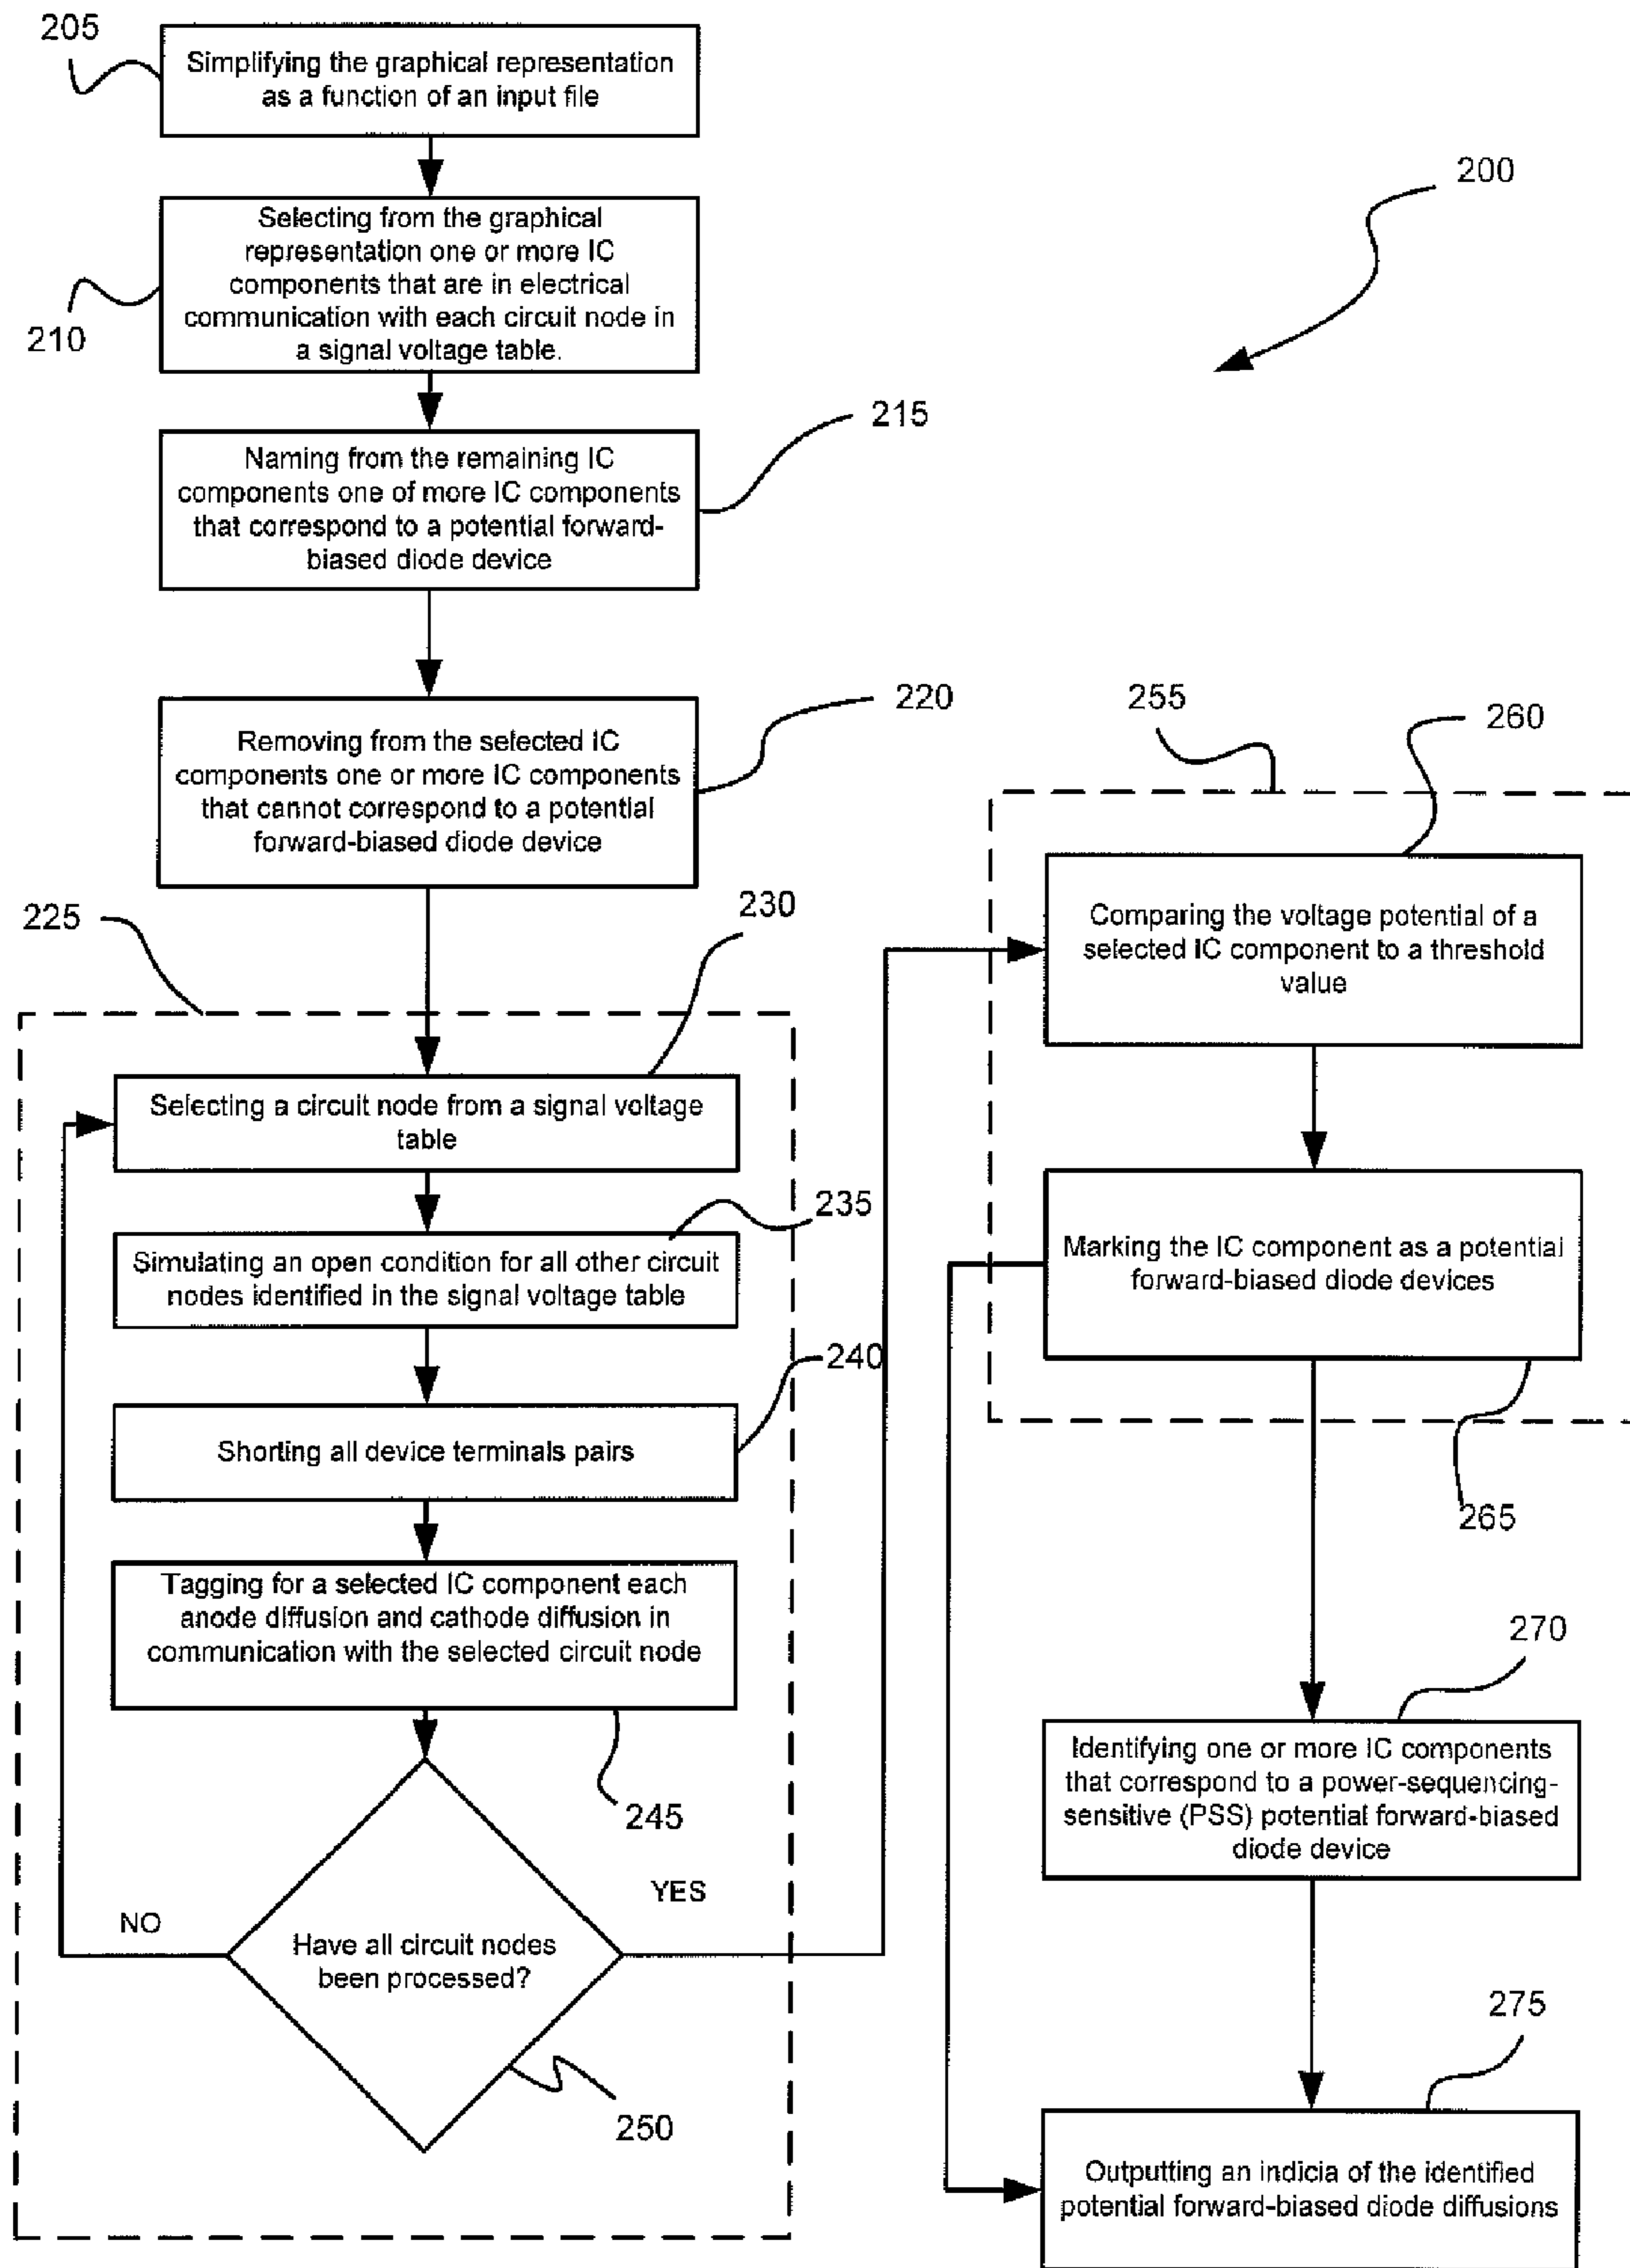 205
Simplifying the graphical representation
as a function of an input file
200
Selecting from the graphical
representation one or more IC
components that are in electrical
communication with each circuit node in
a signal voltage table.
210
215
Naming from the remaining IC
components one of more IC components
that correspond to a potential forward-
biased diode device
220
Removing from the selected IC
components one or more IC components
that cannot correspond to a potential
forward-biased diode device
225
230
Selecting a circuit node from a signal voltage
table
235
Simulating an open condition for all other circuit
nodes identified in the signal voltage table
240
Shorting all device terminals pairs
Tagging for a selected IC component each
anode diffusion and cathode diffusion in
communication with the selected circuit node
245
YES
NO
Have all circuit nodes
been processed?
250
255
260
Comparing the voltage potential of a
selected IC component to a threshold
value
Marking the IC component as a potential
forward-biased diode devices
265
270
Identifying one or more IC components
that correspond to a power-sequencing-
sensitive (PSS) potential forward-biased
diode device
275
Outputting an indicia of the identified
potential forward-biased diode diffusions